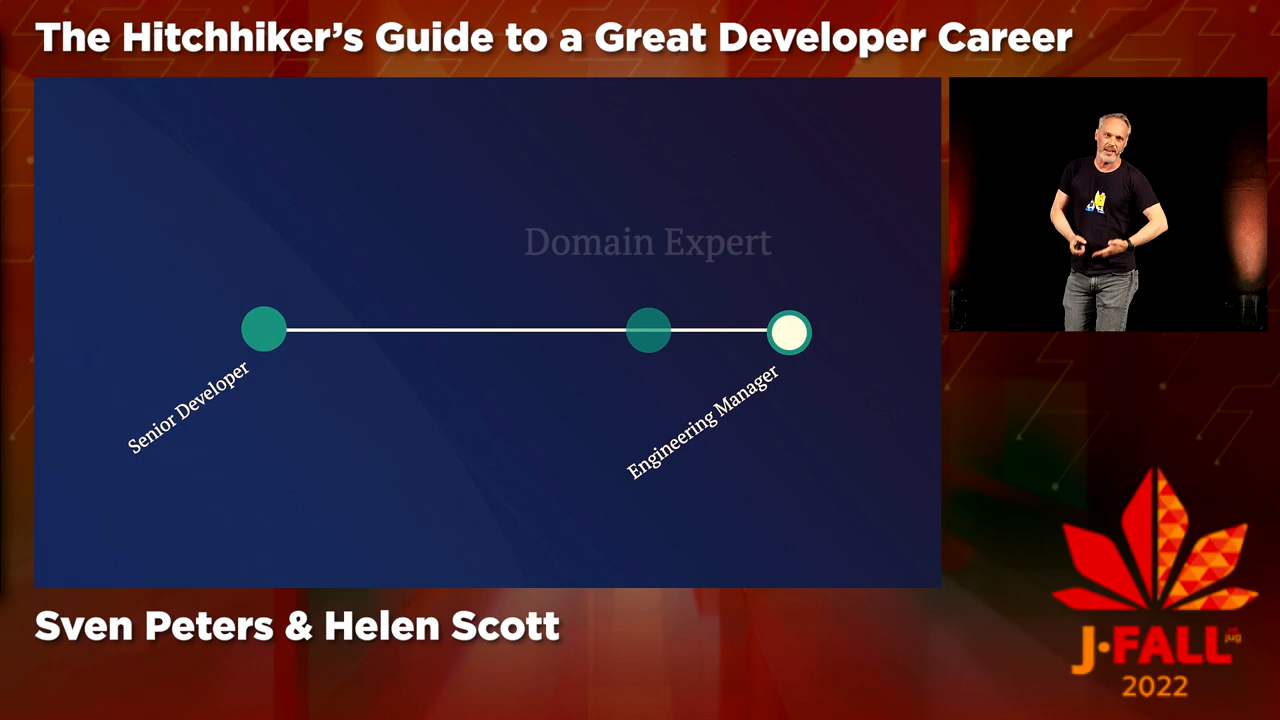 The Hitchhiker's Guide to a Great Developer Career
Domain Expert
Senior Developer
Engineering Manager
Sven Peters & Helen Scott
J•FALL
jug
2022